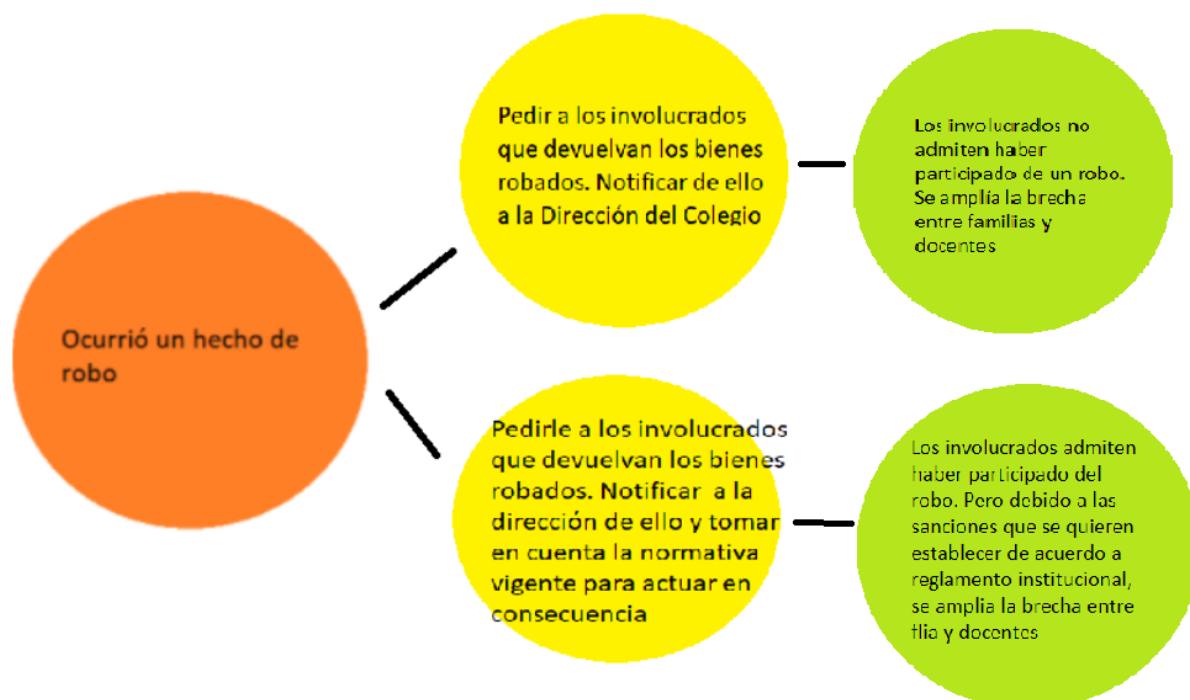 Ocurrió un hecho de
robo
Pedir a los involucrados
que devuelvan los bienes
robados. Notificar de ello
a la Dirección del Colegio
Los involucrados no
admiten haber
participado de un robo.
Se amplía la brecha
entre familias y
docentes
Pedirle a los involucrados
que devuelvan los bienes
robados. Notificar a la
dirección de ello y tomar
en cuenta la normativa
vigente para actuar en
consecuencia
Los involucrados admiten
haber participado del
robo. Pero debido a las
sanciones que se quieren
establecer de acuerdo a
reglamento institucional,
se amplia la brecha entre
flia y docentes